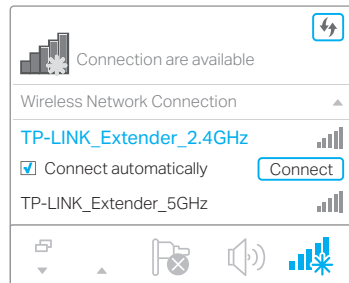 Connection are available
Wireless Network Connection
TP-LINK_Extender_2.4GHz
Connect automatically
Connect
TP-LINK_Extender_5GHz